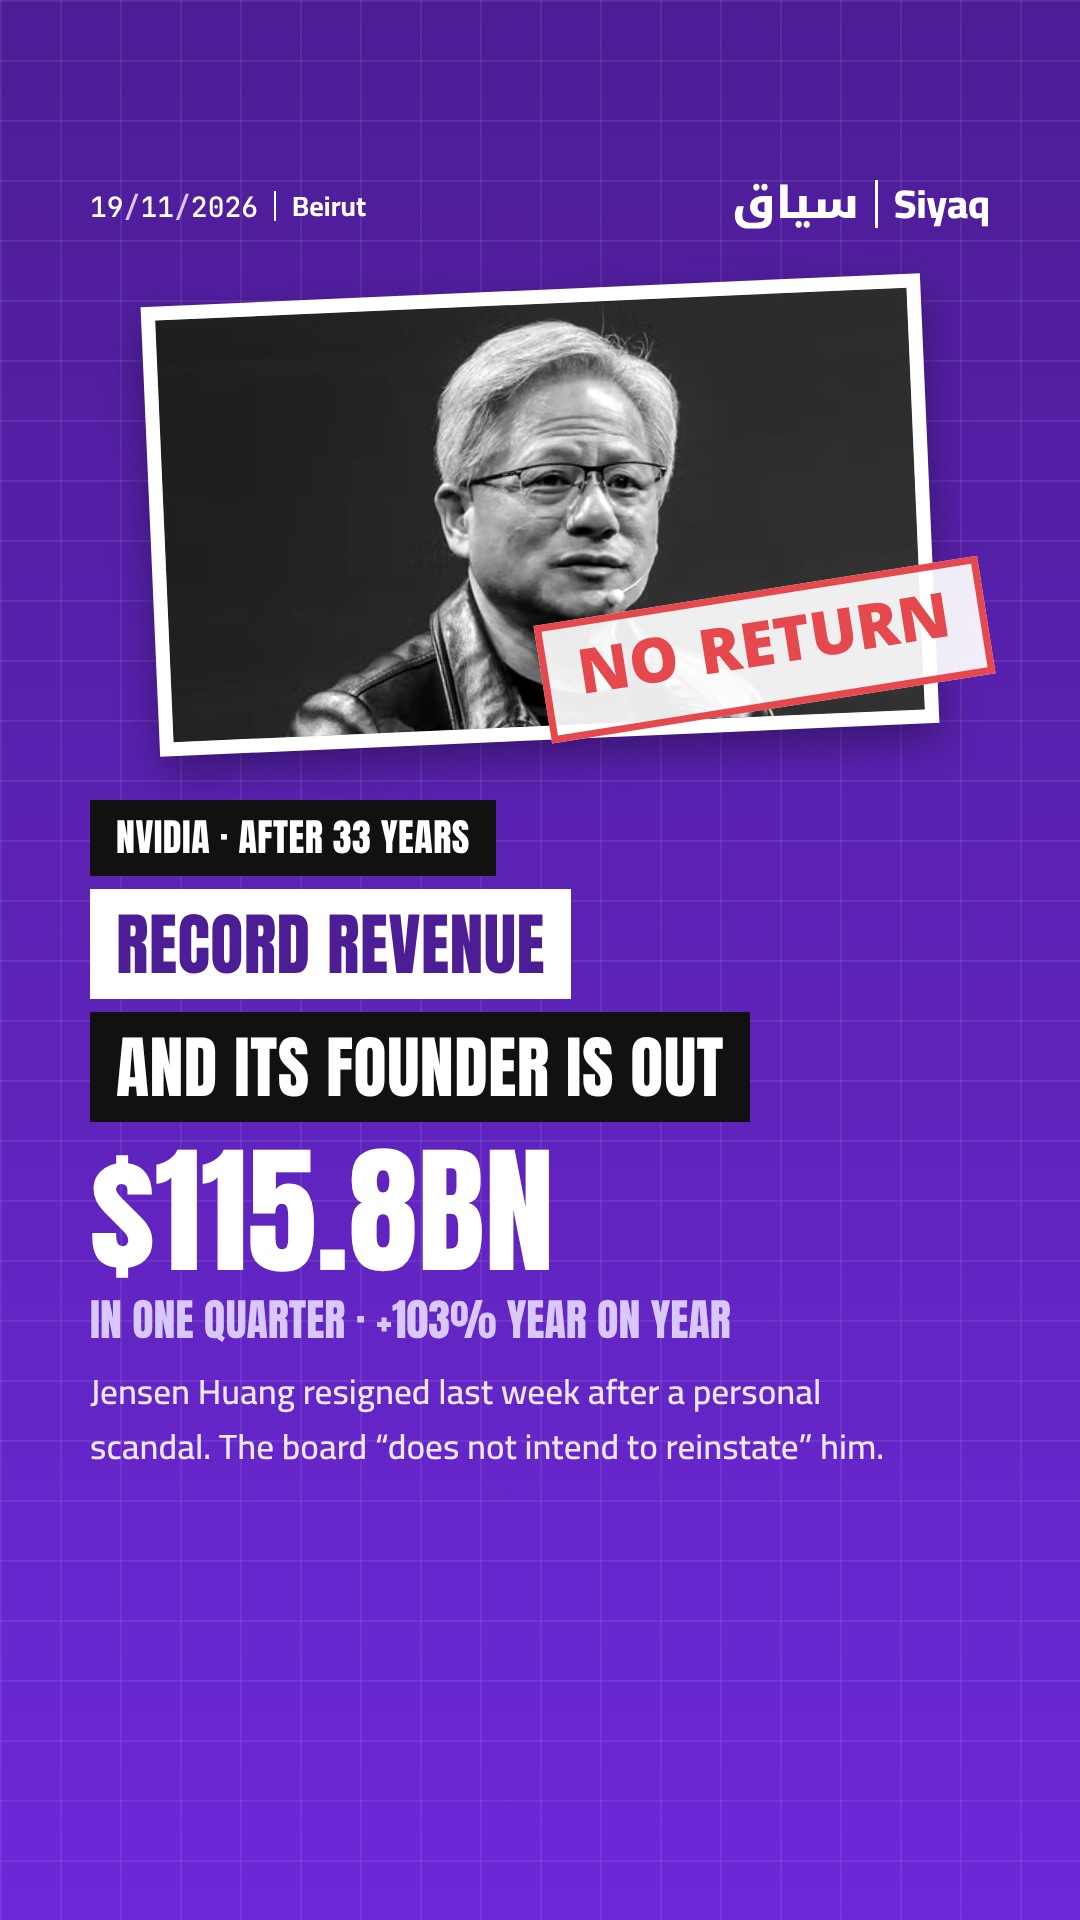 19/11/2026 | Beirut
سياق | Siyaq
NO RETURN
NVIDIA · AFTER 33 YEARS
RECORD REVENUE
AND ITS FOUNDER IS OUT
$115.8BN
IN ONE QUARTER · +103% YEAR ON YEAR
Jensen Huang resigned last week after a personal
scandal. The board “does not intend to reinstate” him.